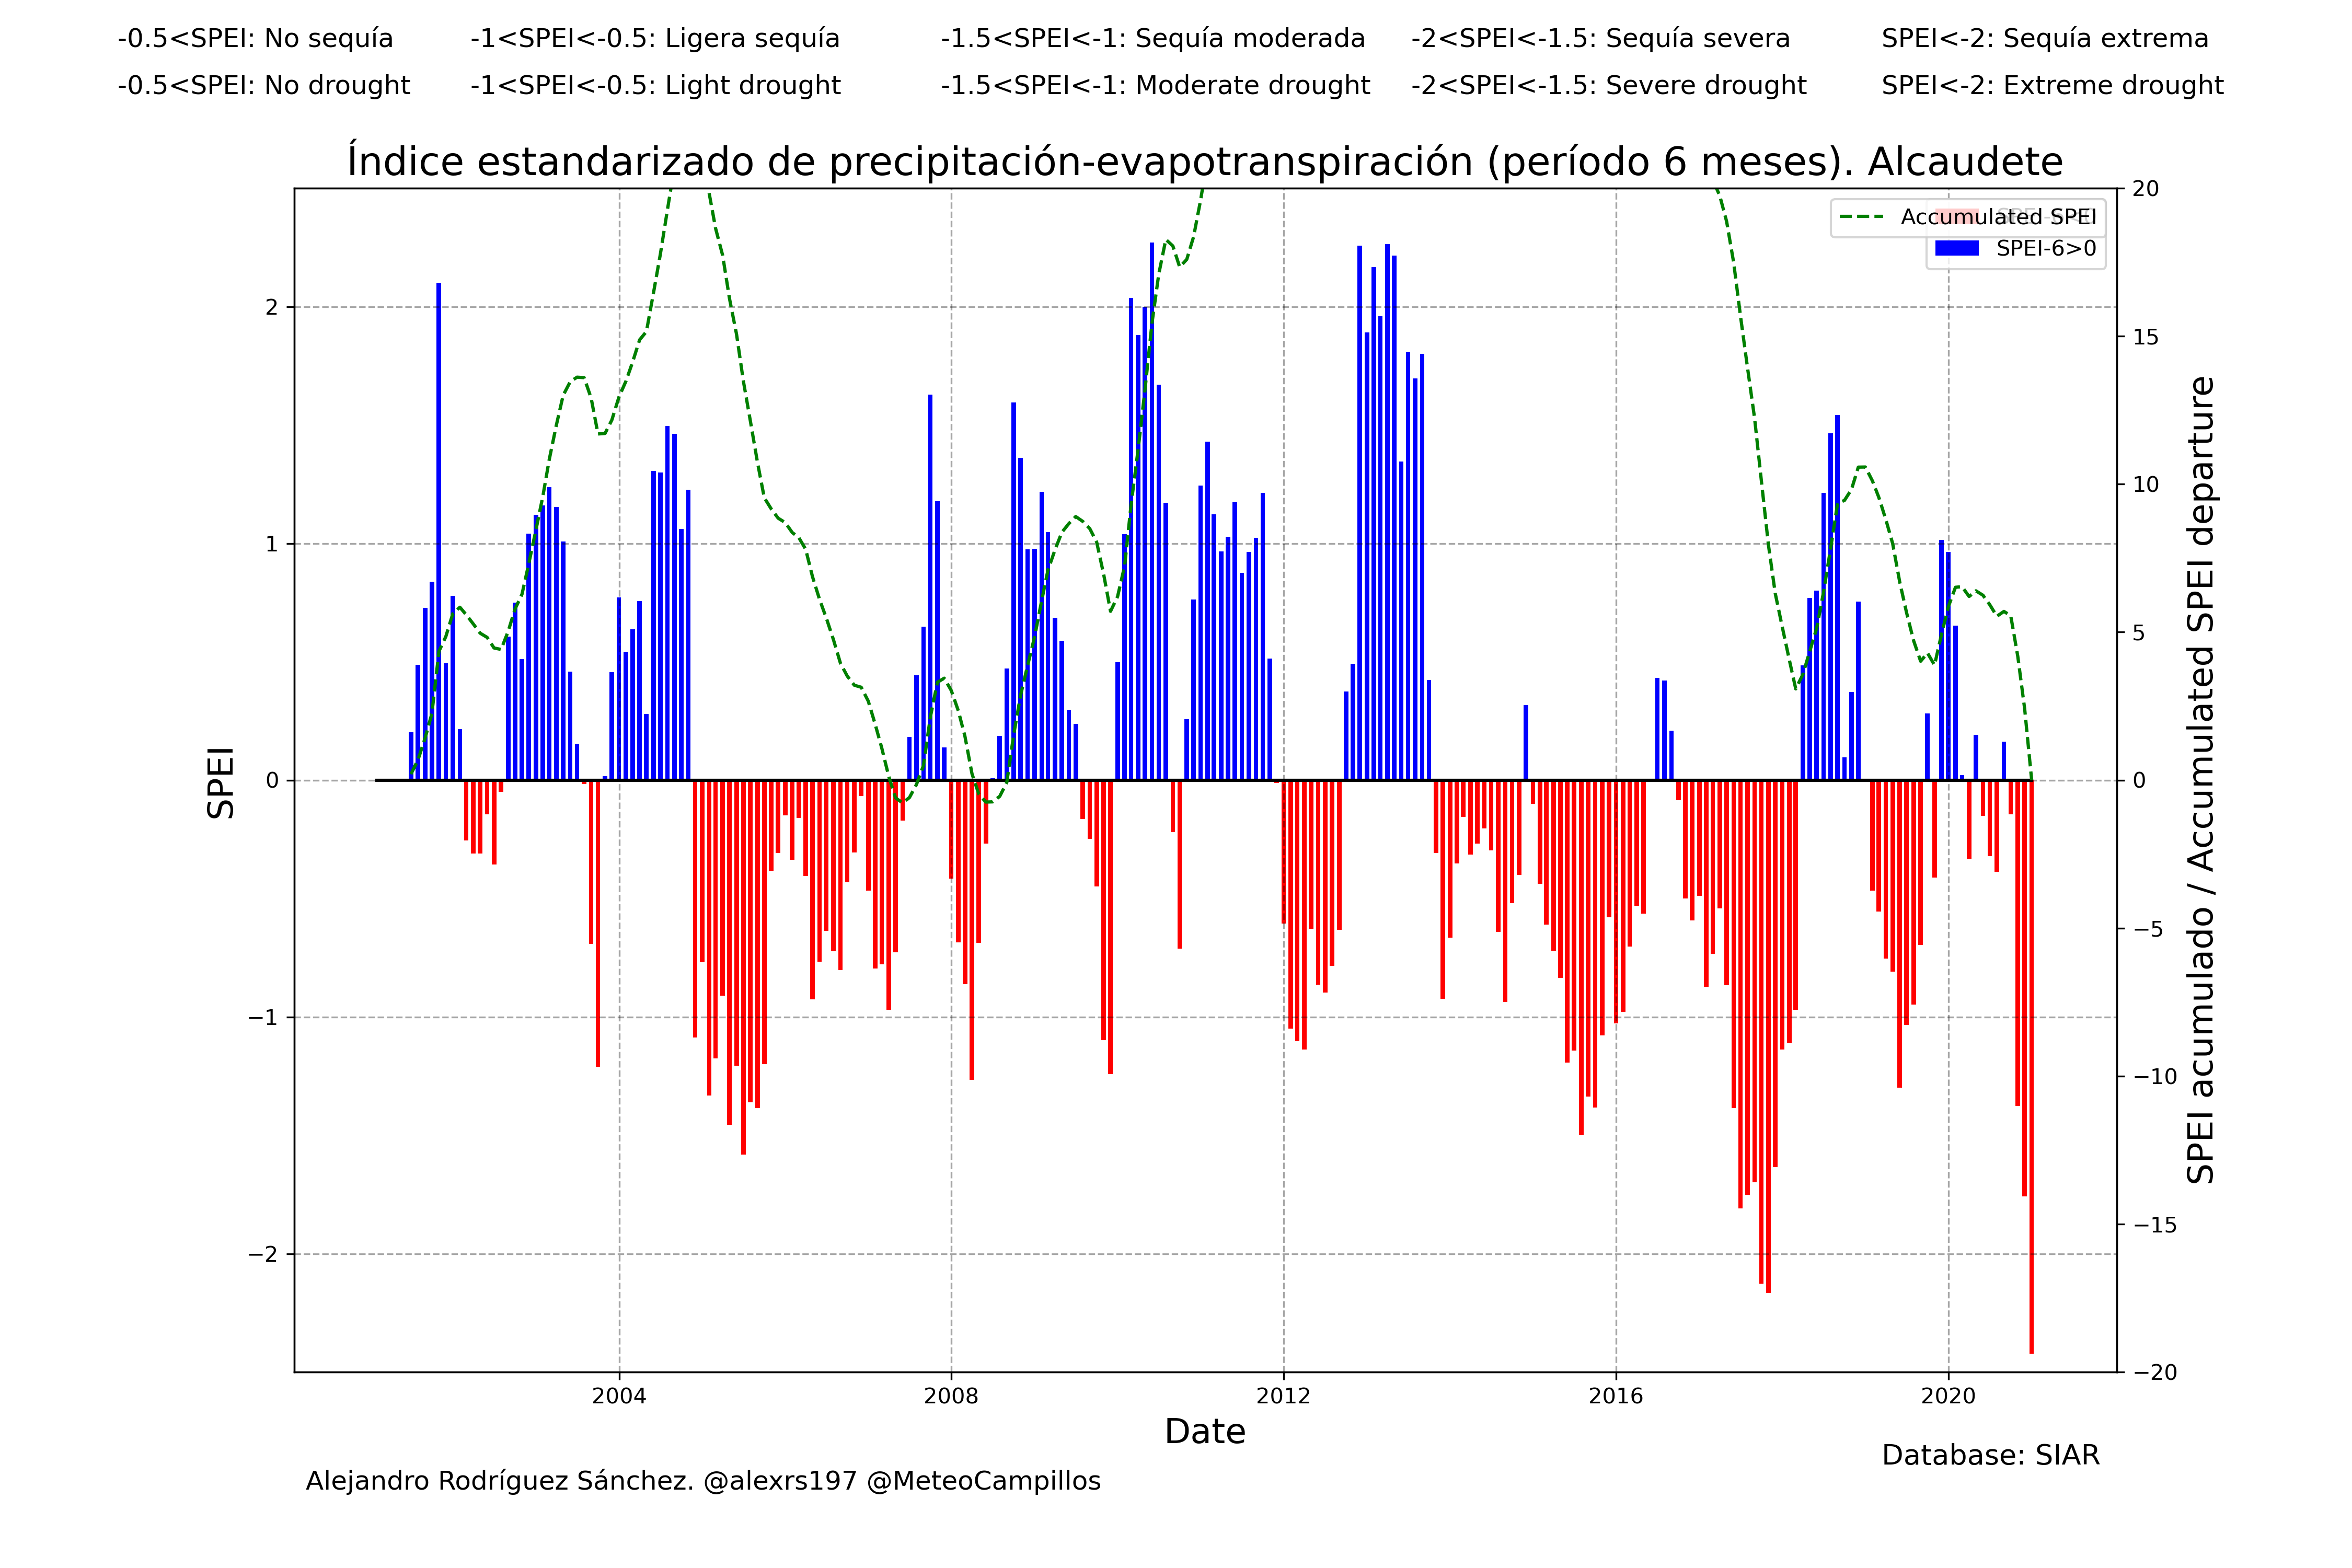 -0.5<SPEI: No sequía -1<SPEI<-0.5: Ligera sequía -1.5<SPEI<-1: Sequía moderada -2<SPEI<-1.5: Sequía severa SPEI<-2: Sequía extrema
-0.5<SPEI: No drought -1<SPEI<-0.5: Light drought -1.5<SPEI<-1: Moderate drought -2<SPEI<-1.5: Severe drought SPEI<-2: Extreme drought
Índice estandarizado de precipitación-evapotranspiración (período 6 meses). Alcaudete
Accumulated SPEI
SPEI-6>0
SPEI
2
1
0
−1
−2
20
15
10
5
0
−5
−10
−15
−20
SPEI acumulado / Accumulated SPEI departure
2004 2008 2012 2016 2020
Date
Database: SIAR
Alejandro Rodríguez Sánchez. @alexrs197 @MeteoCampillos